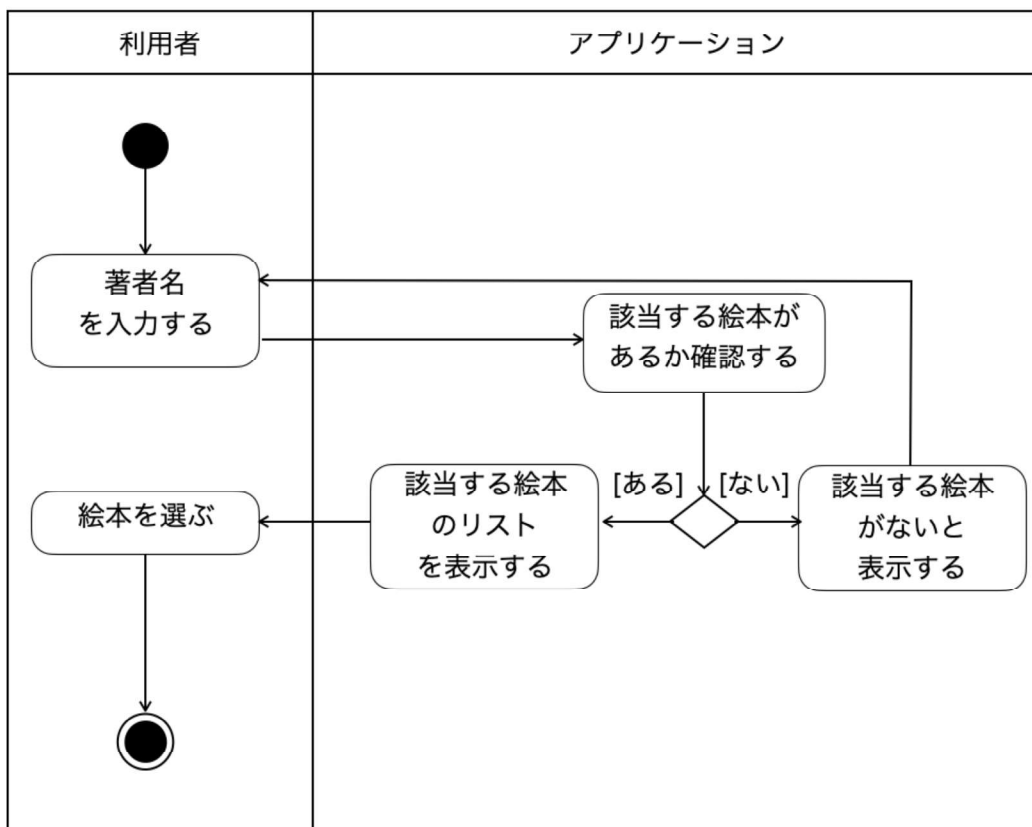 利用者
アプリケーション
著者名
を入力する
該当する絵本が
あるか確認する
[ある]
[ない]
該当する絵本
のリスト
を表示する
該当する絵本
がないと
表示する
絵本を選ぶ